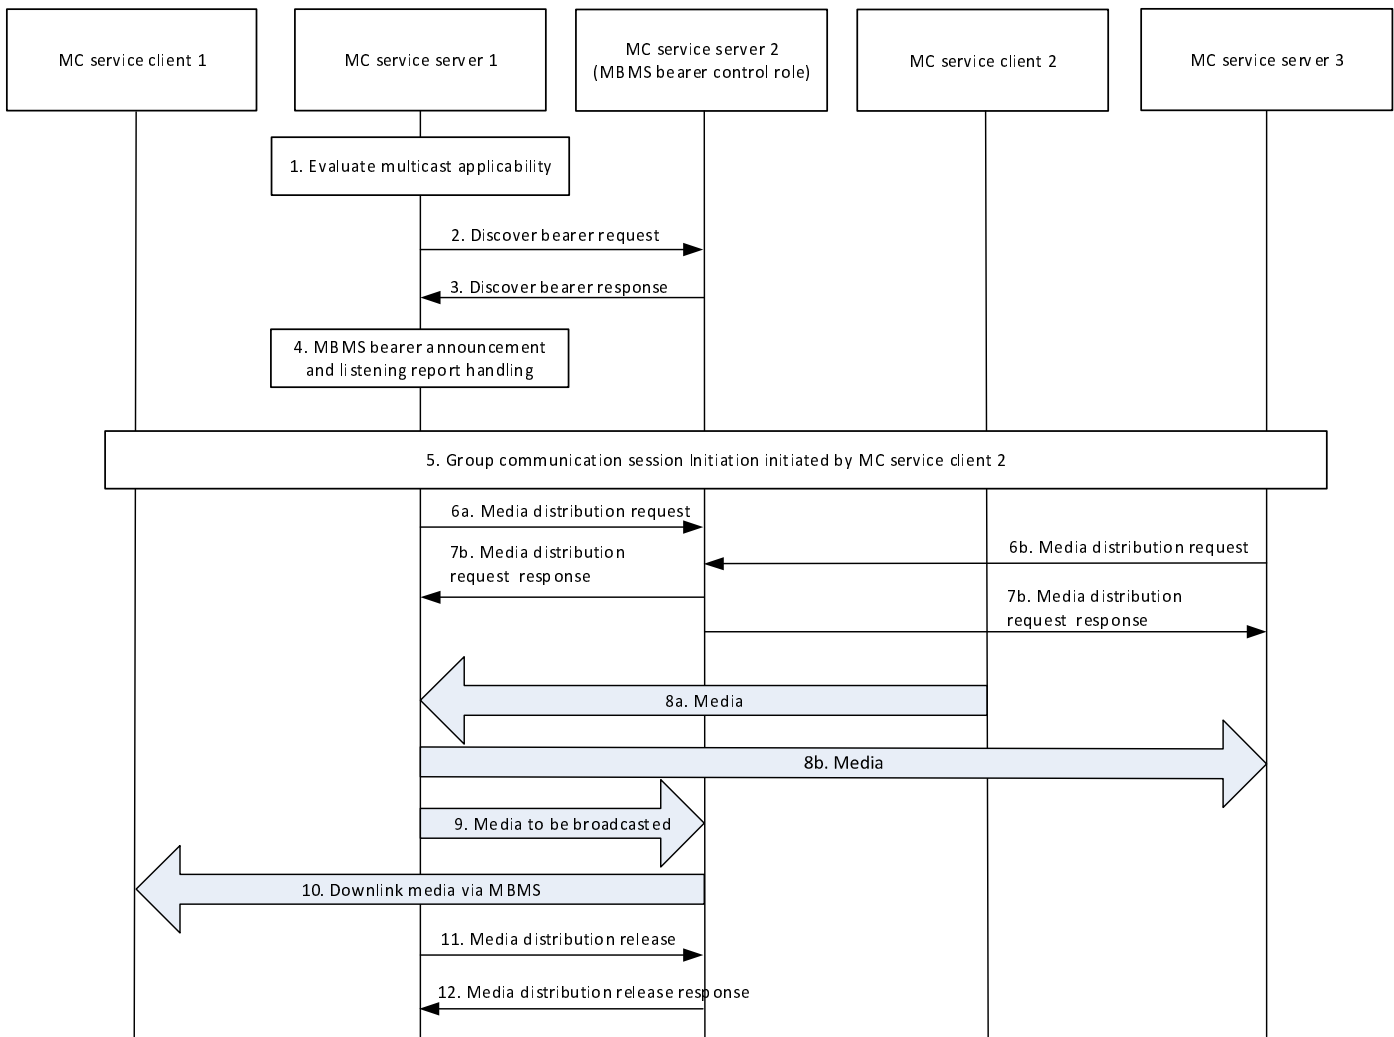 MC service client 1
MC service server 1
MC service server 2
(MBMS bearer control role)
MC service client 2
MC service server 3
1. Evaluate multicast applicability
2. Discover bearer request
3. Discover bearer response
4. MBMS bearer announcement
and listening report handling
5. Group communication session Initiation initiated by MC service client 2
6a. Media distribution request
6b. Media distribution request
7b. Media distribution
request response
7b. Media distribution
request response
8a. Media
8b. Media
9. Media to be broadcasted
10. Downlink media via MBMS
11. Media distribution release
12. Media distribution release response